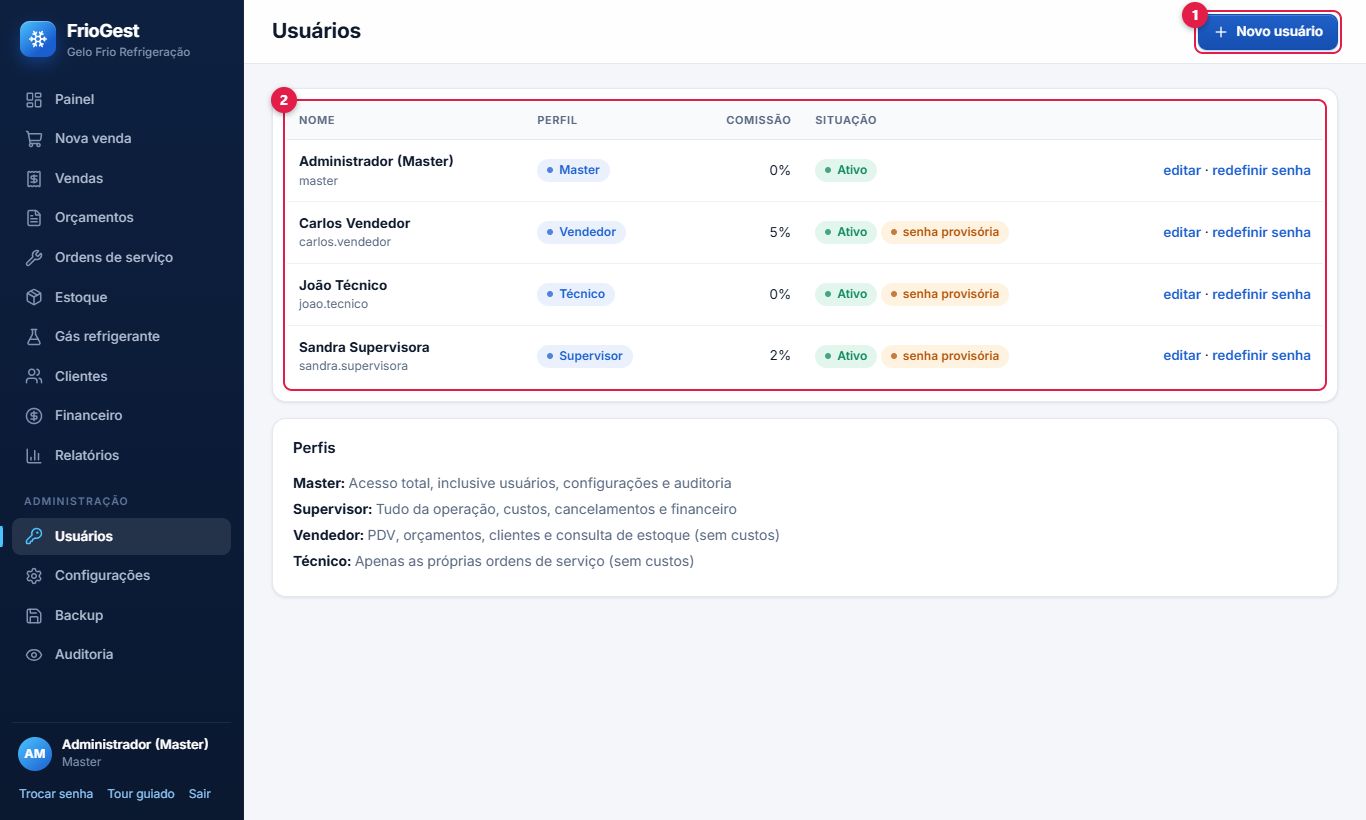 FrioGest
Gelo Frio Refrigeração
Painel
Nova venda
Vendas
Orçamentos
Ordens de serviço
Estoque
Gás refrigerante
Clientes
Financeiro
Relatórios
ADMINISTRAÇÃO
Usuários
Configurações
Backup
Auditoria
AM
Administrador (Master)
Master
Trocar senha Tour guiado Sair
Usuários
1
+ Novo usuário
2
NOME PERFIL COMISSÃO SITUAÇÃO
Administrador (Master)
master
Master 0% Ativo editar · redefinir senha
Carlos Vendedor
carlos.vendedor
Vendedor 5% Ativo senha provisória editar · redefinir senha
João Técnico
joao.tecnico
Técnico 0% Ativo senha provisória editar · redefinir senha
Sandra Supervisora
sandra.supervisora
Supervisor 2% Ativo senha provisória editar · redefinir senha
Perfis
Master: Acesso total, inclusive usuários, configurações e auditoria
Supervisor: Tudo da operação, custos, cancelamentos e financeiro
Vendedor: PDV, orçamentos, clientes e consulta de estoque (sem custos)
Técnico: Apenas as próprias ordens de serviço (sem custos)